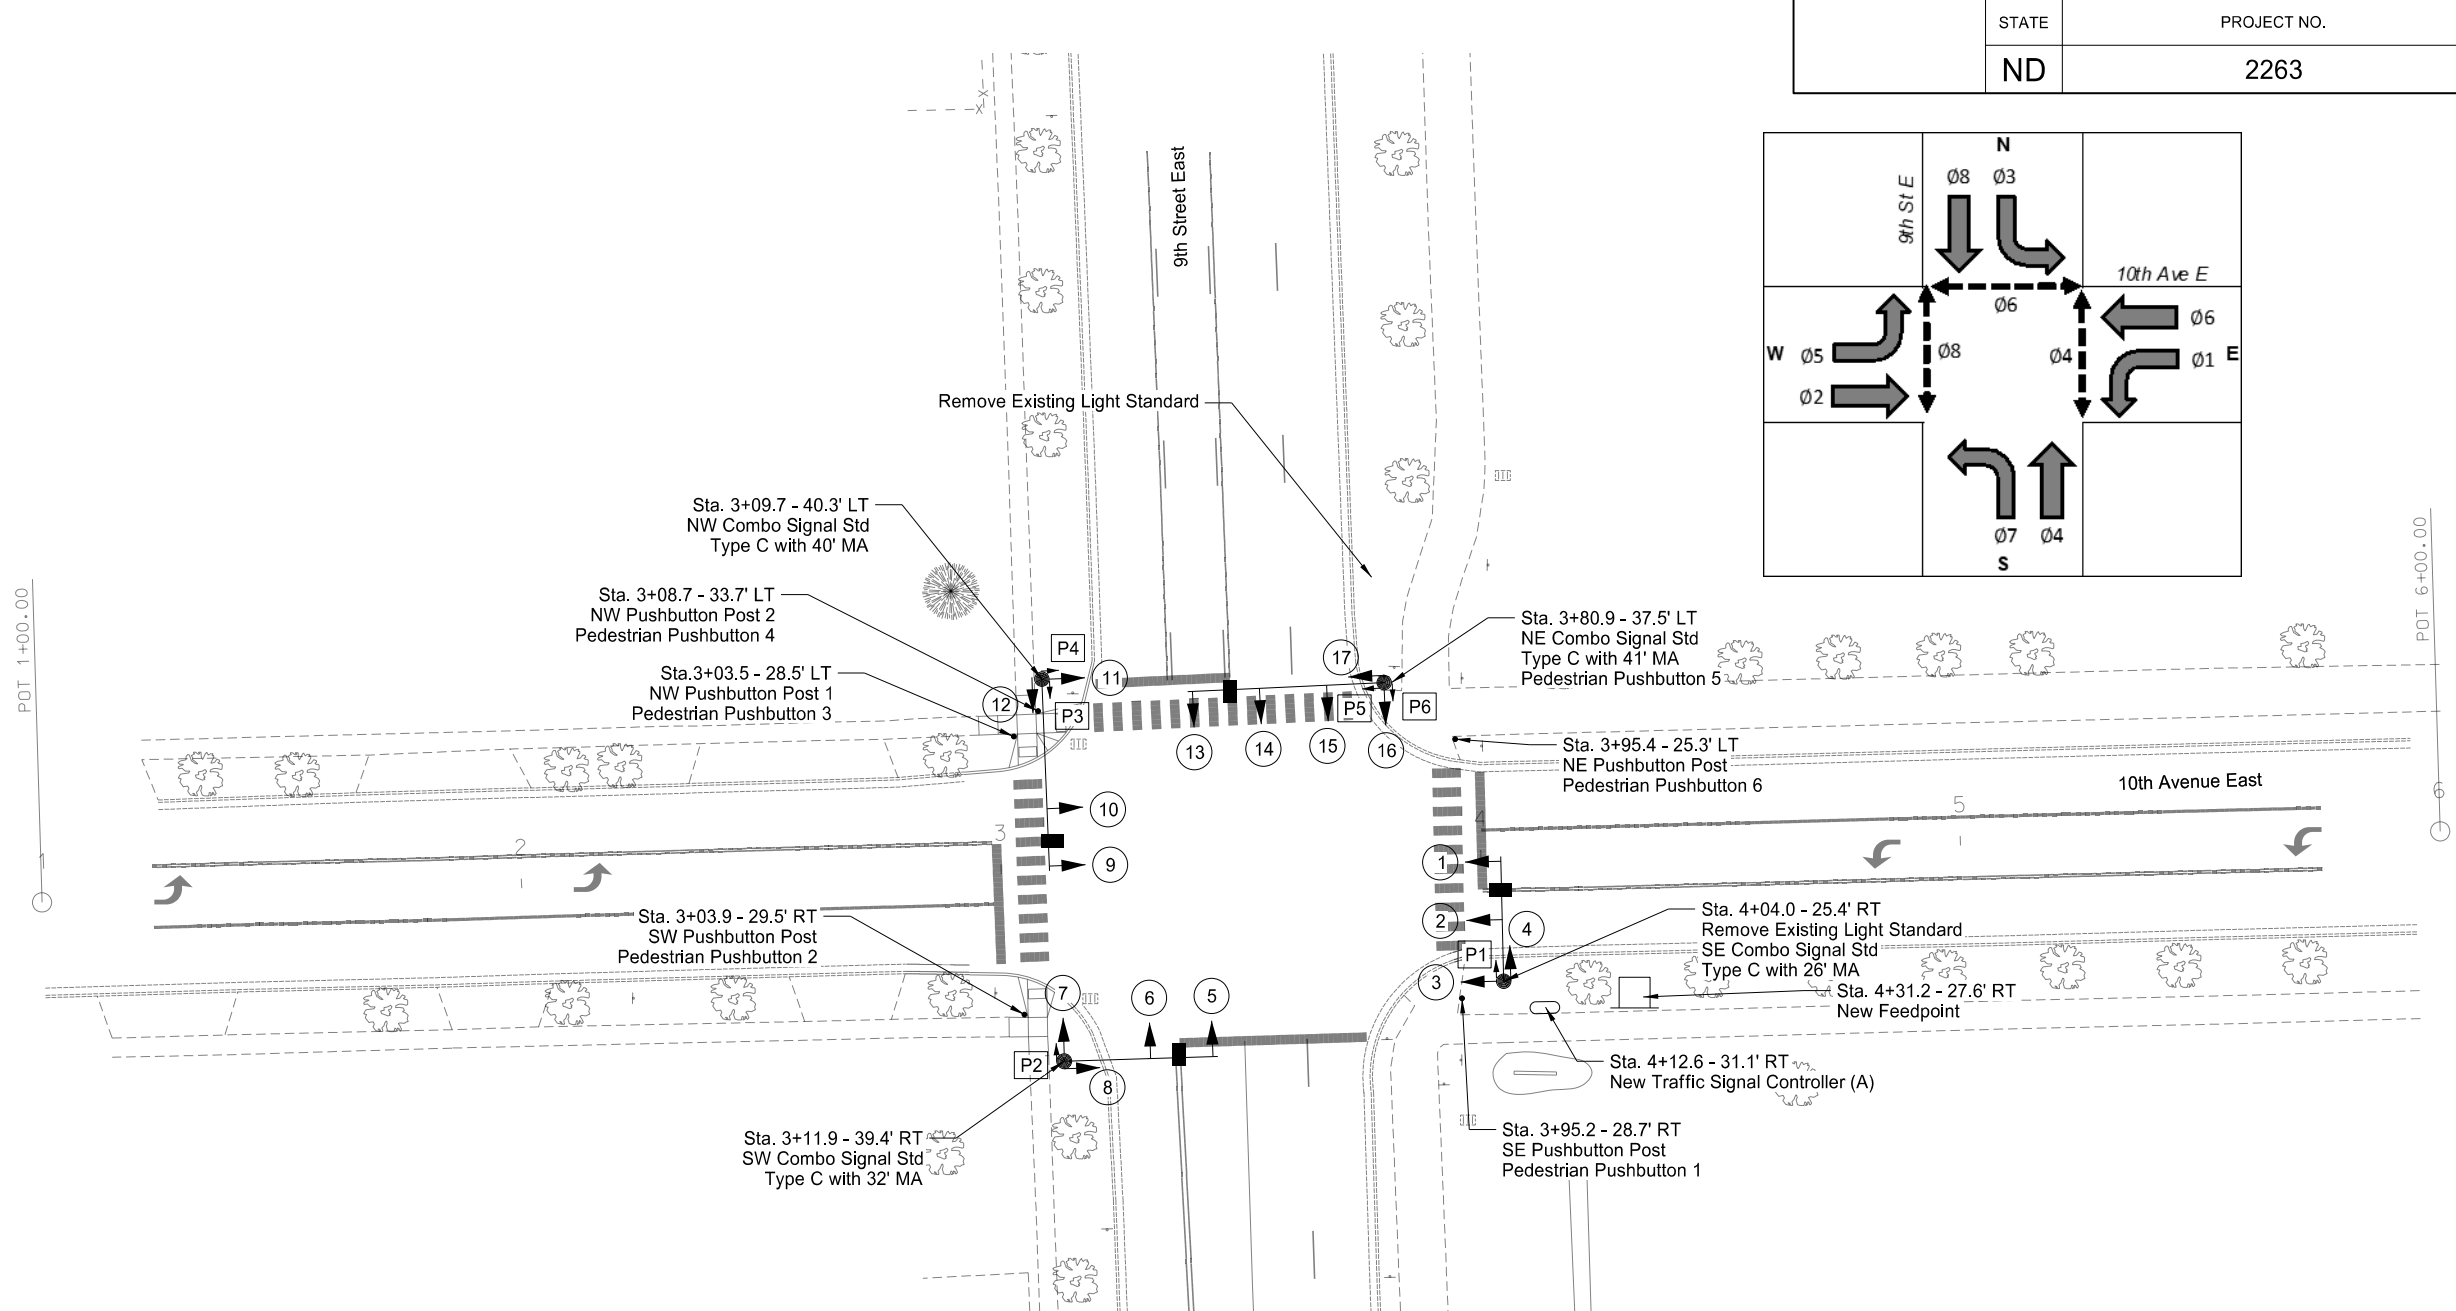 STATE
PROJECT NO.
ND
2263
N
Ø8
Ø3
9th St E
10th Ave E
Ø6
Ø6
W
Ø5
Ø8
Ø4
Ø1
E
Ø2
Ø7
Ø4
S
9th Street East
Remove Existing Light Standard
Sta. 3+09.7 - 40.3' LT
NW Combo Signal Std
Type C with 40' MA
Sta. 3+08.7 - 33.7' LT
NW Pushbutton Post 2
Pedestrian Pushbutton 4
Sta.3+03.5 - 28.5' LT
NW Pushbutton Post 1
Pedestrian Pushbutton 3
Sta. 3+80.9 - 37.5' LT
NE Combo Signal Std
Type C with 41' MA
Pedestrian Pushbutton 5
Sta. 3+95.4 - 25.3' LT
NE Pushbutton Post
Pedestrian Pushbutton 6
POT 1+00.00
POT 6+00.00
P4
11
12
P3
17
P5
P6
13
14
15
16
10th Avenue East
10
9
1
2
3
4
5
6
1
2
4
P1
3
Sta. 3+03.9 - 29.5' RT
SW Pushbutton Post
Pedestrian Pushbutton 2
Sta. 4+04.0 - 25.4' RT
Remove Existing Light Standard
SE Combo Signal Std
Type C with 26' MA
Sta. 4+31.2 - 27.6' RT
New Feedpoint
7
6
5
P2
8
Sta. 4+12.6 - 31.1' RT
New Traffic Signal Controller (A)
Sta. 3+11.9 - 39.4' RT
SW Combo Signal Std
Type C with 32' MA
Sta. 3+95.2 - 28.7' RT
SE Pushbutton Post
Pedestrian Pushbutton 1